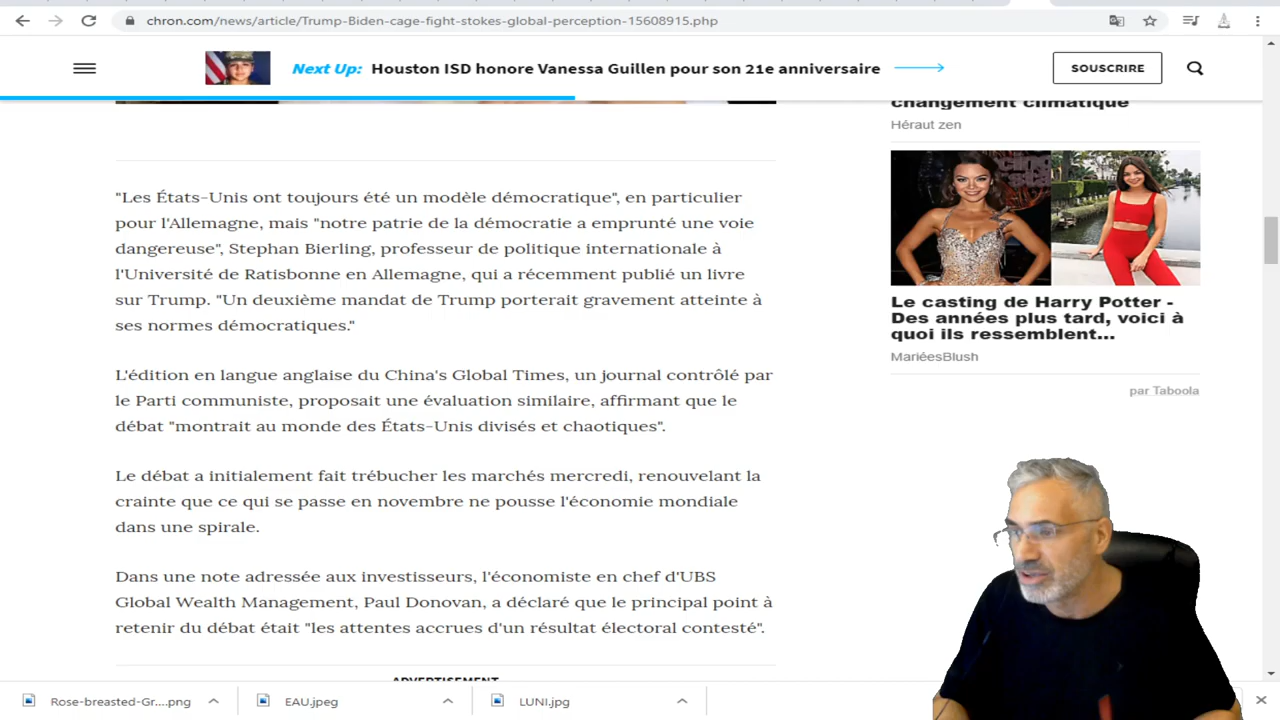 chron.com/news/article/Trump-Biden-cage-fight-stokes-global-perception-15608915.php
Next Up: Houston ISD honore Vanessa Guillen pour son 21e anniversaire
SOUSCRIRE
"Les États-Unis ont toujours été un modèle démocratique", en particulier
pour l'Allemagne, mais "notre patrie de la démocratie a emprunté une voie
dangereuse", Stephan Bierling, professeur de politique internationale à
l'Université de Ratisbonne en Allemagne, qui a récemment publié un livre
sur Trump. "Un deuxième mandat de Trump porterait gravement atteinte à
ses normes démocratiques."
L'édition en langue anglaise du China's Global Times, un journal contrôlé par
le Parti communiste, proposait une évaluation similaire, affirmant que le
débat "montrait au monde des États-Unis divisés et chaotiques".
Le débat a initialement fait trébucher les marchés mercredi, renouvelant la
crainte que ce qui se passe en novembre ne pousse l'économie mondiale
dans une spirale.
Dans une note adressée aux investisseurs, l'économiste en chef d'UBS
Global Wealth Management, Paul Donovan, a déclaré que le principal point à
retenir du débat était "les attentes accrues d'un résultat électoral contesté".
ADVERTISEMENT
changement climatique
Héraut zen
Le casting de Harry Potter -
Des années plus tard, voici à
quoi ils ressemblent...
MariéesBlush
par Taboola
Rose-breasted-Gr....png
EAU.jpeg
LUNI.jpg